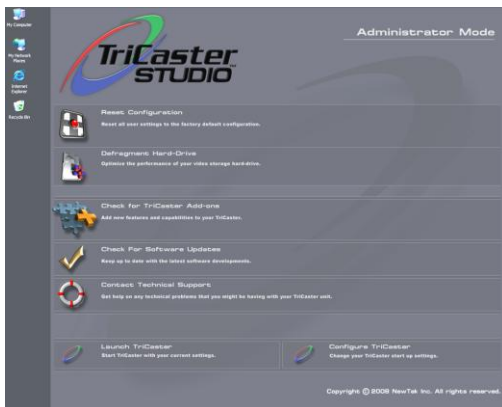 My Computer
My Network
Places
Internet
Explorer
Recycle Bin
TriCaster
STUDIO
Administrator Mode
Reset Configuration
Reset all user settings to the factory default configuration.
Defragment Hard-Drive
Optimize the performance of your video storage hard-drive.
Check for TriCaster Add-ons
Add new features and capabilities to your TriCaster.
Check For Software Updates
Keep up to date with the latest software developments.
Contact Technical Support
Get help on any technical problems that you might be having with your TriCaster unit.
Launch TriCaster
Start TriCaster with your current settings.
Configure TriCaster
Change your TriCaster start up settings.
Copyright © 2008 NewTek Inc. All rights reserved.